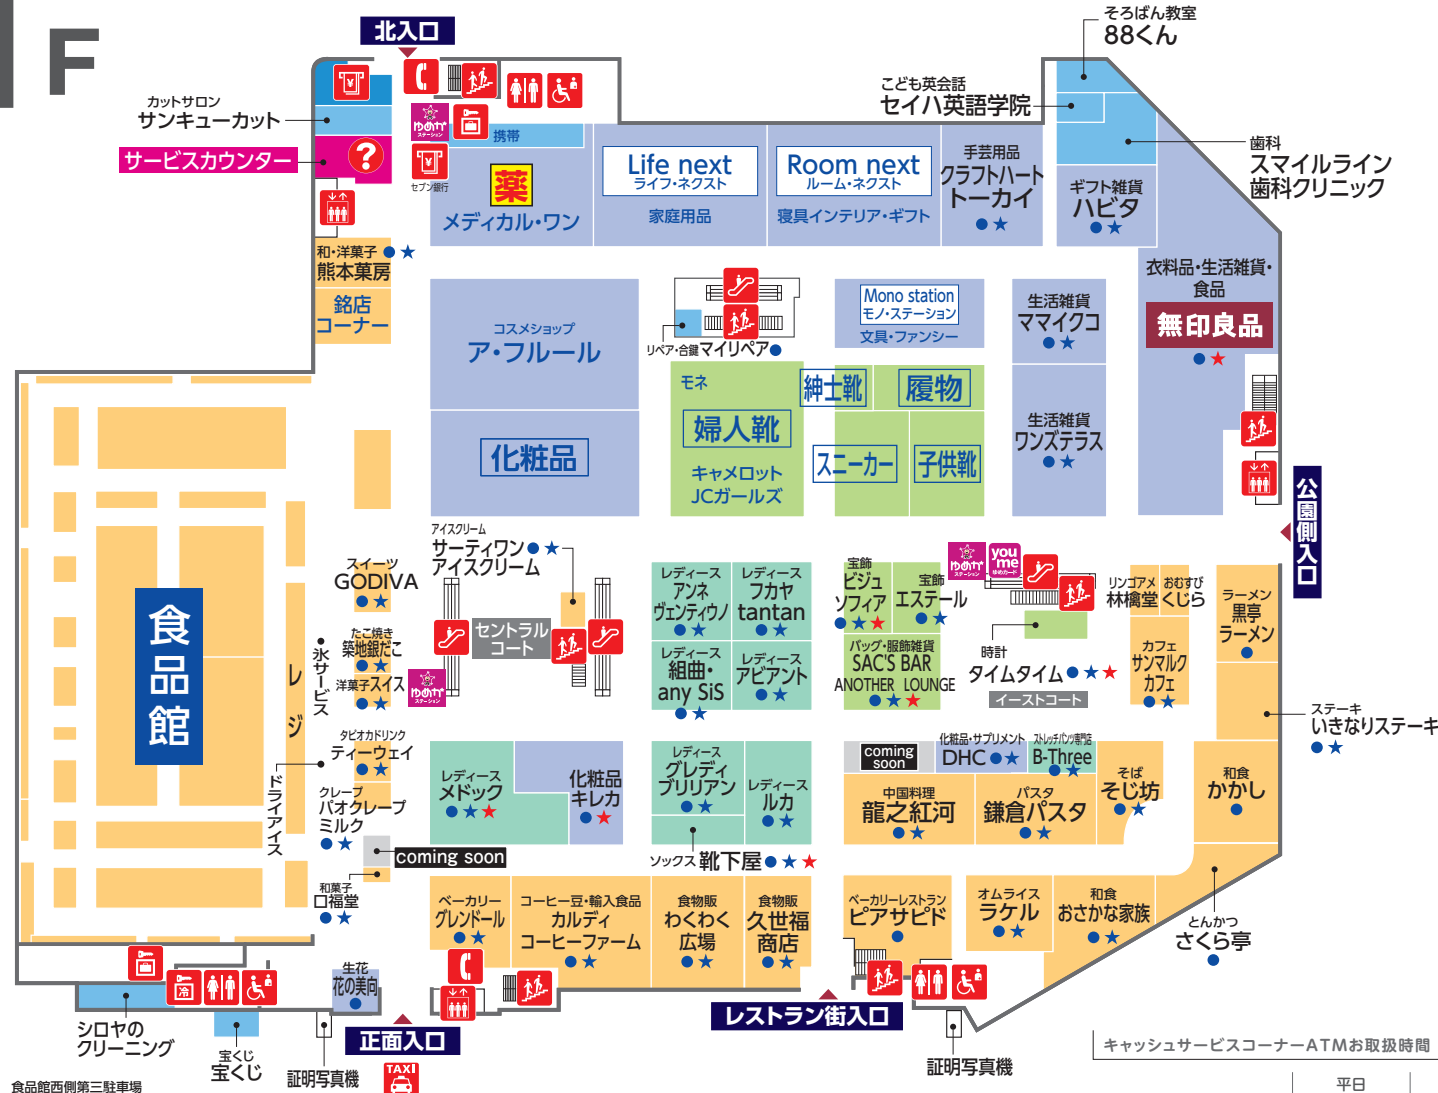 F
北入口
そろばん教室
88くん
こども英会話
セイハ英語学院
歯科
スマイルライン
歯科クリニック
カットサロン
サンキューカット
サービスカウンター
?
ゆめか
ステーション
セブン銀行
携帯
薬
メディカル・ワン
Life next
ライフ・ネクスト
家庭用品
Room next
ルーム・ネクスト
寝具インテリア・ギフト
手芸用品
クラフトハート
トーカイ
ギフト雑貨
ハビタ
衣料品・生活雑貨・
食品
無印良品
和・洋菓子
熊本菓房
銘店
コーナー
コスメショップ
ア・フルール
化粧品
リペア・合鍵 マイリペア
Mono station
モノ・ステーション
文具・ファンシー
生活雑貨
ママイクコ
生活雑貨
ワンズテラス
モネ
婦人靴
キャメロット
JCガールズ
紳士靴
履物
スニーカー
子供靴
公園側入口
食品館
レジ
氷サービス
ドライアイス
スイーツ
GODIVA
たこ焼き
築地銀だこ
洋菓子スイス
タピオカドリンク
ティーウェイ
クレープ
パオクレープ
ミルク
coming soon
和菓子
口福堂
アイスクリーム
サーティワン
アイスクリーム
セントラル
コート
ゆめか
ステーション
レディース
アンネ
ヴェンティウノ
レディース
フカヤ
tantan
レディース
組曲・
any SiS
レディース
アビアント
宝飾
ビジュ
ソフィア
宝飾
エステール
バッグ・服飾雑貨
SAC'S BAR
ANOTHER LOUNGE
ゆめか
ステーション
you
me
ゆめカード
時計
タイムタイム
イーストコート
リンゴアメ
林檎堂
おむすび
くじら
カフェ
サンマルク
カフェ
ラーメン
黒亭
ラーメン
ステーキ
いきなりステーキ
レディース
メドック
化粧品
キレカ
レディース
グレディ
ブリリアン
レディース
ルカ
ソックス 靴下屋
coming
soon
化粧品・サプリメント
DHC
ストレッチパンツ専門店
B-Three
中国料理
龍之紅河
パスタ
鎌倉パスタ
そば
そじ坊
和食
かかし
とんかつ
さくら亭
ベーカリー
グレンドール
コーヒー豆・輸入食品
カルディ
コーヒーファーム
食物販
わくわく
広場
食物販
久世福
商店
ベーカリーレストラン
ピアサピド
オムライス
ラケル
和食
おさかな家族
生花
花の美向
冷
シロヤの
クリーニング
宝くじ
宝くじ
証明写真機
正面入口
TAXI
レストラン街入口
証明写真機
キャッシュサービスコーナーATMお取扱時間
平日
食品館西側第三駐車場